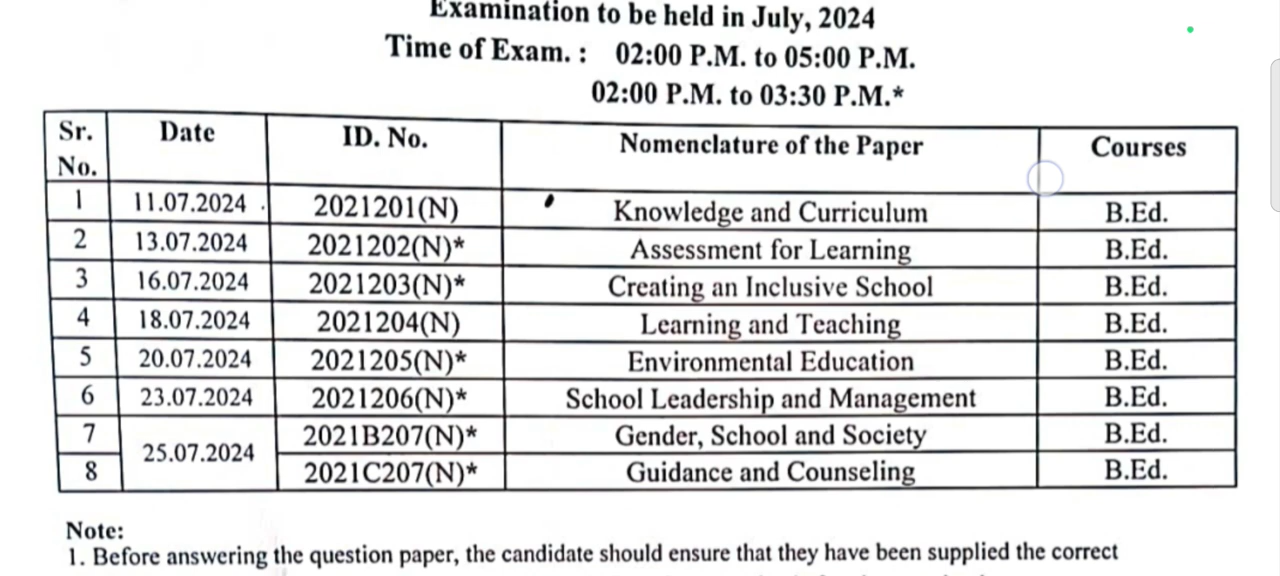 Examination to be held in July, 2024
Time of Exam. : 02:00 P.M. to 05:00 P.M.
02:00 P.M. to 03:30 P.M.*
Sr. No. Date ID. No. Nomenclature of the Paper Courses
1 11.07.2024 2021201(N) Knowledge and Curriculum B.Ed.
2 13.07.2024 2021202(N)* Assessment for Learning B.Ed.
3 16.07.2024 2021203(N)* Creating an Inclusive School B.Ed.
4 18.07.2024 2021204(N) Learning and Teaching B.Ed.
5 20.07.2024 2021205(N)* Environmental Education B.Ed.
6 23.07.2024 2021206(N)* School Leadership and Management B.Ed.
7 25.07.2024 2021B207(N)* Gender, School and Society B.Ed.
8 2021C207(N)* Guidance and Counseling B.Ed.
Note:
1. Before answering the question paper, the candidate should ensure that they have been supplied the correct